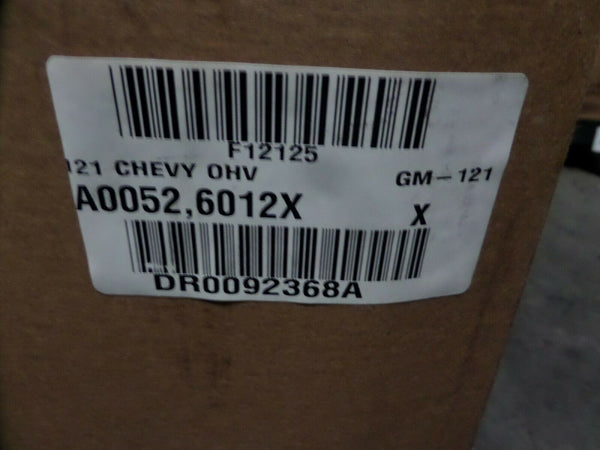 F12125
121 CHEVY OHV GM-121
A0052,6012X X
DR0092368A